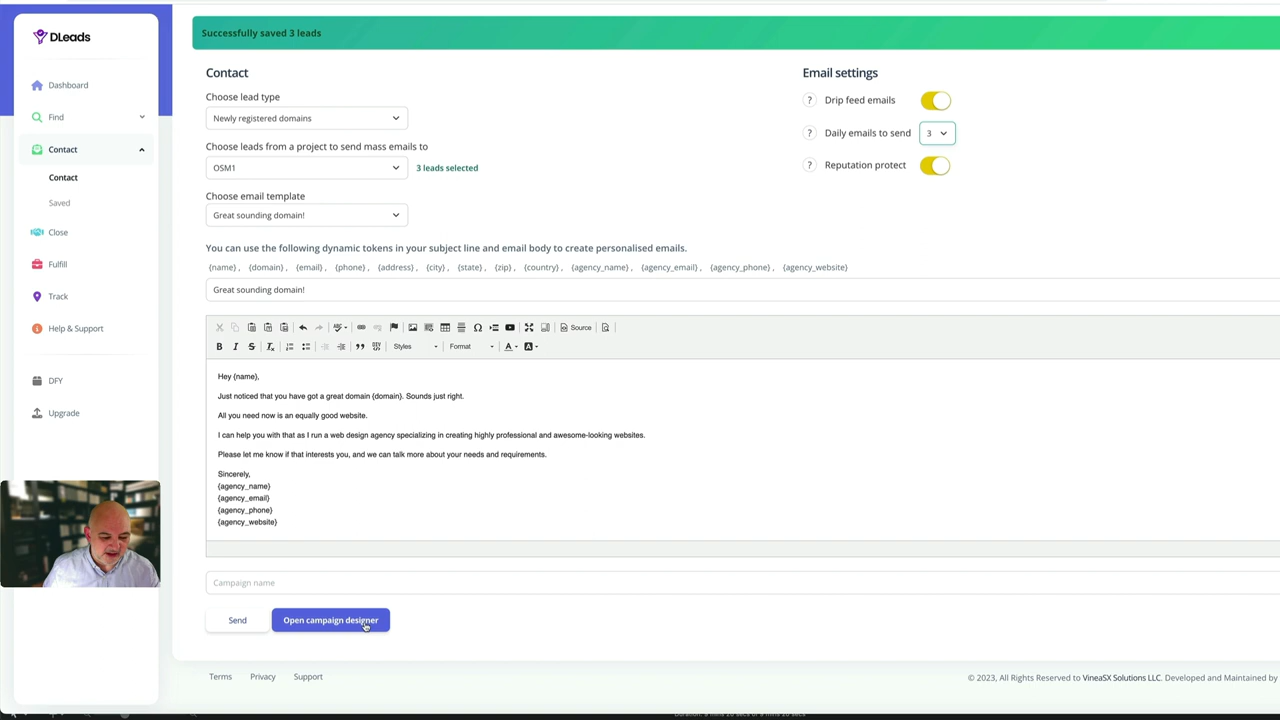 DLeads
Successfully saved 3 leads
Dashboard
Find
Contact
Contact
Saved
Close
Fulfill
Track
Help & Support
DFY
Upgrade
Contact
Choose lead type
Newly registered domains
Choose leads from a project to send mass emails to
OSM1
3 leads selected
Choose email template
Great sounding domain!
Email settings
? Drip feed emails
? Daily emails to send 3
? Reputation protect
You can use the following dynamic tokens in your subject line and email body to create personalised emails.
{name} , {domain} , {email} , {phone} , {address} , {city} , {state} , {zip} , {country} , {agency_name} , {agency_email} , {agency_phone} , {agency_website}
Great sounding domain!
Source
Styles Format
Hey {name},
Just noticed that you have got a great domain {domain}. Sounds just right.
All you need now is an equally good website.
I can help you with that as I run a web design agency specializing in creating highly professional and awesome-looking websites.
Please let me know if that interests you, and we can talk more about your needs and requirements.
Sincerely,
{agency_name}
{agency_email}
{agency_phone}
{agency_website}
Campaign name
Send
Open campaign designer
Terms Privacy Support
© 2023, All Rights Reserved to VineaSX Solutions LLC. Developed and Maintained by